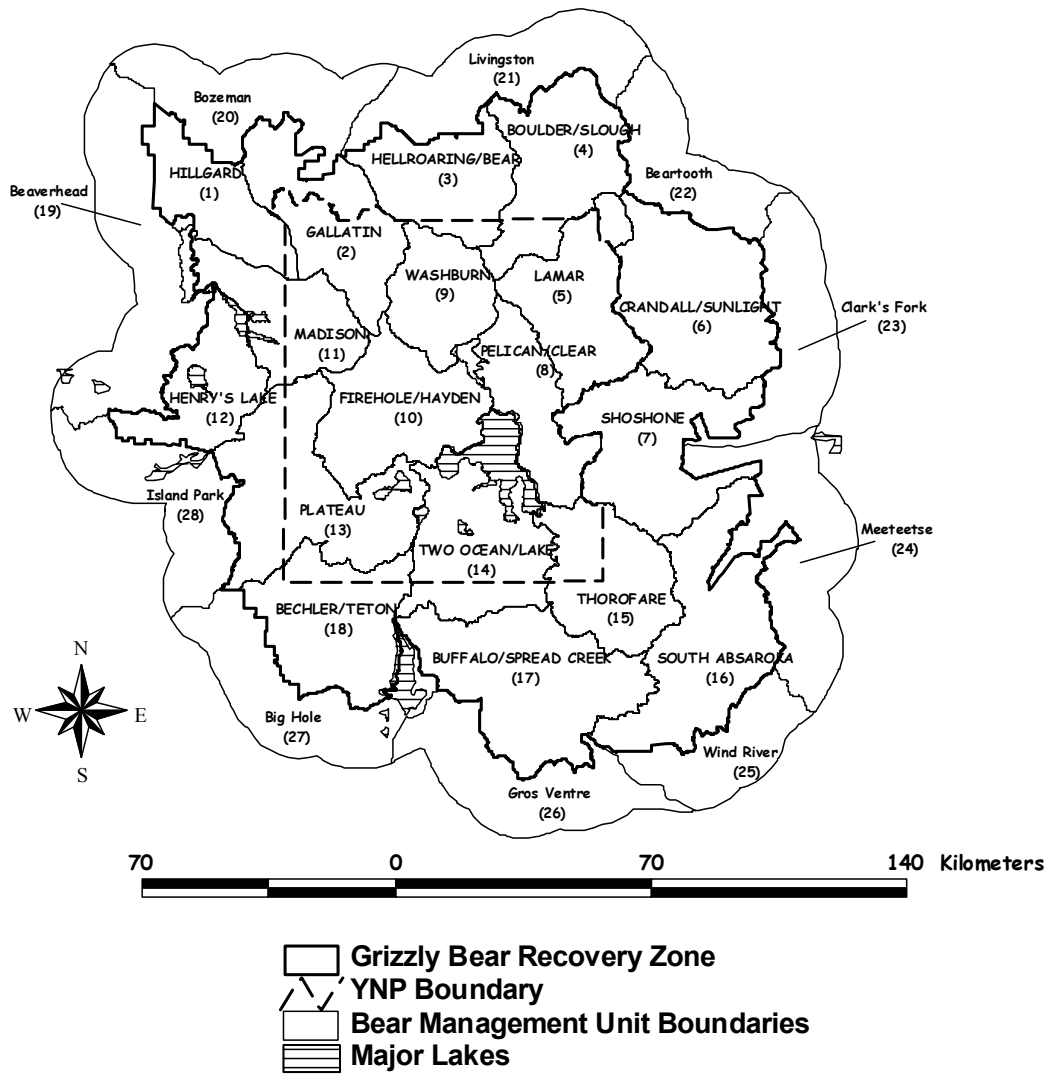 Livingston
(21)
Bozeman
(20)
BOULDER/SLOUGH
(4)
HELLROARING/BEAR
(3)
HILLGARD
(1)
Beartooth
(22)
Beaverhead
(19)
GALLATIN
(2)
WASHBURN
(9)
LAMAR
(5)
CRANDALL/SUNLIGHT
(6)
Clark's Fork
(23)
MADISON
(11)
PELICAN/CLEAR
(8)
HENRY'S LAKE
(12)
FIREHOLE/HAYDEN
(10)
SHOSHONE
(7)
Island Park
(28)
PLATEAU
(13)
TWO OCEAN/LAKE
(14)
Meeteetse
(24)
THOROFARE
(15)
BECHLER/TETON
(18)
BUFFALO/SPREAD CREEK
(17)
SOUTH ABSAROKA
(16)
N
W
E
S
Big Hole
(27)
Wind River
(25)
Gros Ventre
(26)
70 0 70 140 Kilometers
Grizzly Bear Recovery Zone
YNP Boundary
Bear Management Unit Boundaries
Major Lakes